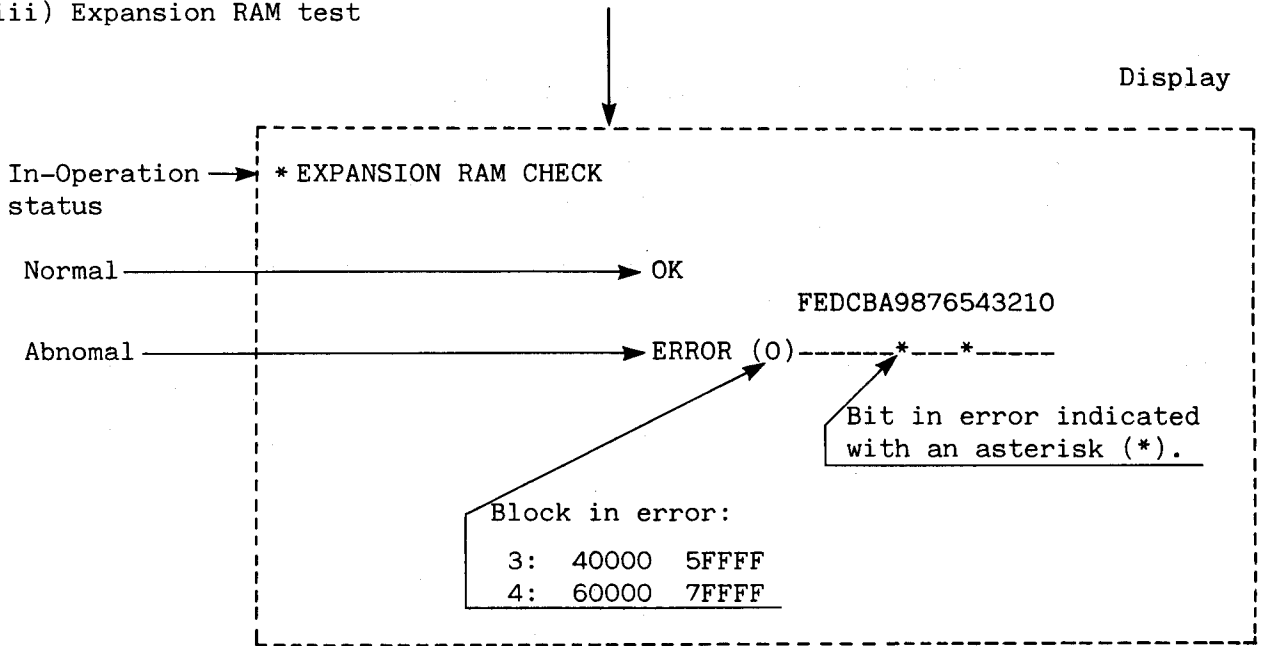 iii) Expansion RAM test
Display
In-Operation status
* EXPANSION RAM CHECK
Normal
OK
FEDCBA9876543210
Abnomal
ERROR (0)------*---*-----
Bit in error indicated
with an asterisk (*).
Block in error:
3: 40000 5FFFF
4: 60000 7FFFF